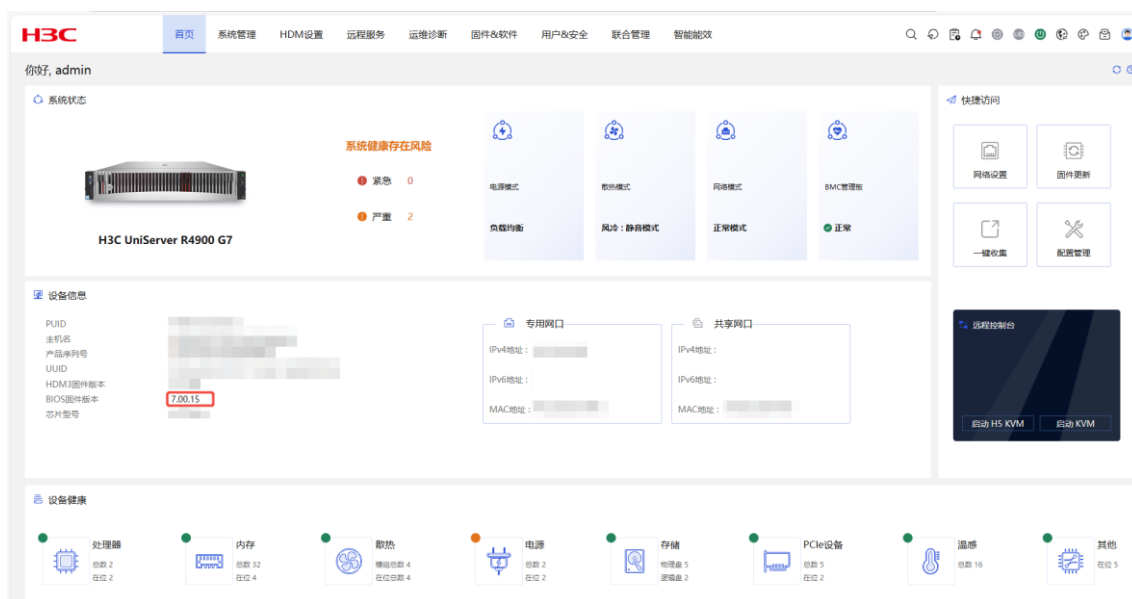 H3C 首页 系统管理 HDM设置 远程服务 运维诊断 固件&软件 用户&安全 联合管理 智能能效
你好, admin
系统状态
系统健康存在风险
紧急 0
严重 2
H3C UniServer R4900 G7
电源模式
负载均衡
散热模式
风冷：静音模式
网络模式
正常模式
BMC管理板
正常
快捷访问
网络设置
固件更新
一键收集
配置管理
设备信息
PUID
主机名
产品序列号
UUID
HDM3固件版本
BIOS固件版本 7.00.15
芯片型号
专用网口
IPv4地址：
IPv6地址：
MAC地址：
共享网口
IPv4地址：
IPv6地址：
MAC地址：
远程控制台
启动 H5 KVM 启动 KVM
设备健康
处理器
总数 2
在位 2
内存
总数 32
在位 4
散热
模组总数 4
在位总数 4
电源
总数 2
在位 2
存储
物理盘 5
逻辑盘 2
PCIe设备
总数 5
在位 2
温感
总数 16
其他
在位 5